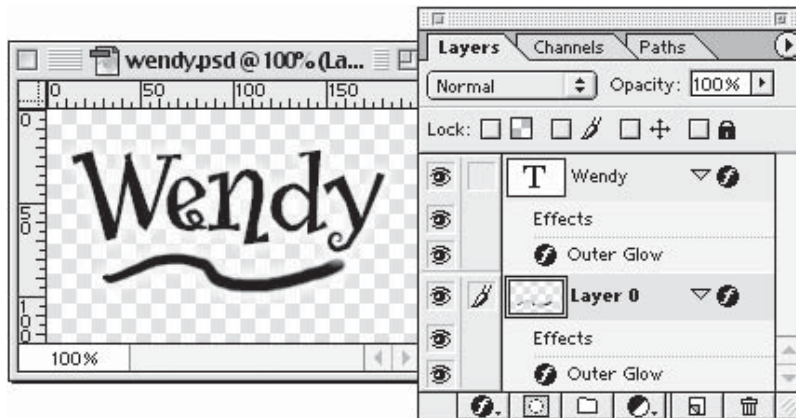 wendy.psd @ 100% (La...
0 50 100 150
0
50
100
Wendy
100%
Layers Channels Paths
Normal Opacity: 100%
Lock:
T Wendy
Effects
Outer Glow
Layer 0
Effects
Outer Glow